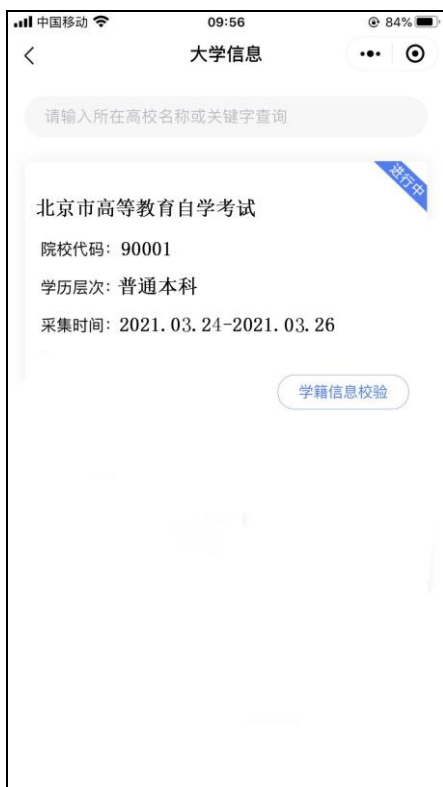 中国移动 09:56 84%
大学信息
请输入所在高校名称或关键字查询
进行中
北京市高等教育自学考试
院校代码: 90001
学历层次: 普通本科
采集时间: 2021.03.24-2021.03.26
学籍信息校验